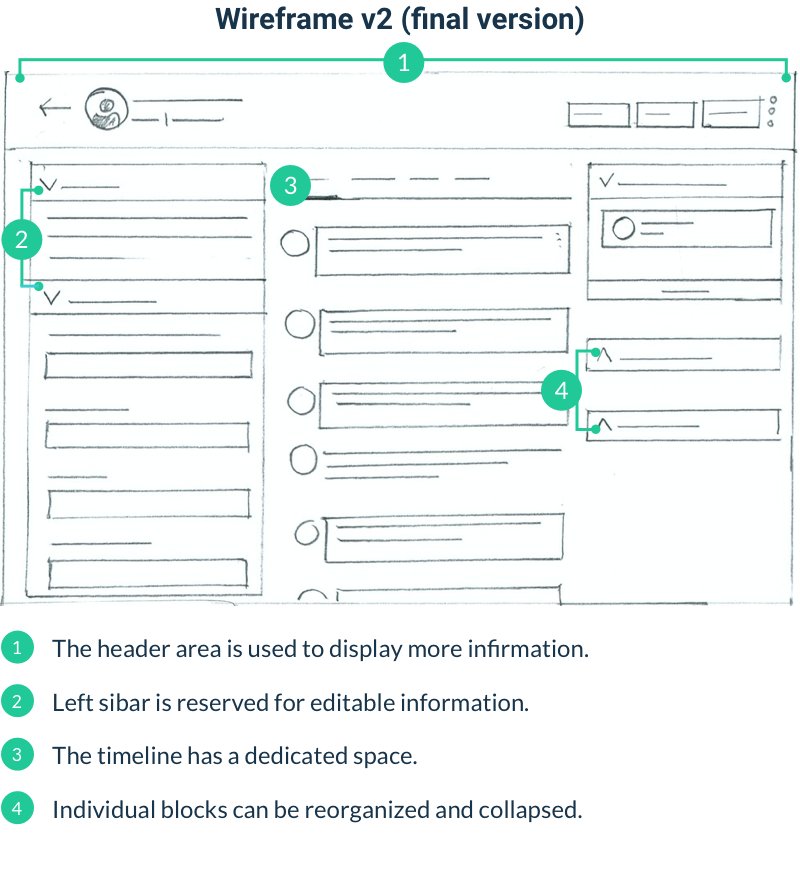 Wireframe v2 (final version)
1
2
3
4
1 The header area is used to display more infirmation.
2 Left sibar is reserved for editable information.
3 The timeline has a dedicated space.
4 Individual blocks can be reorganized and collapsed.